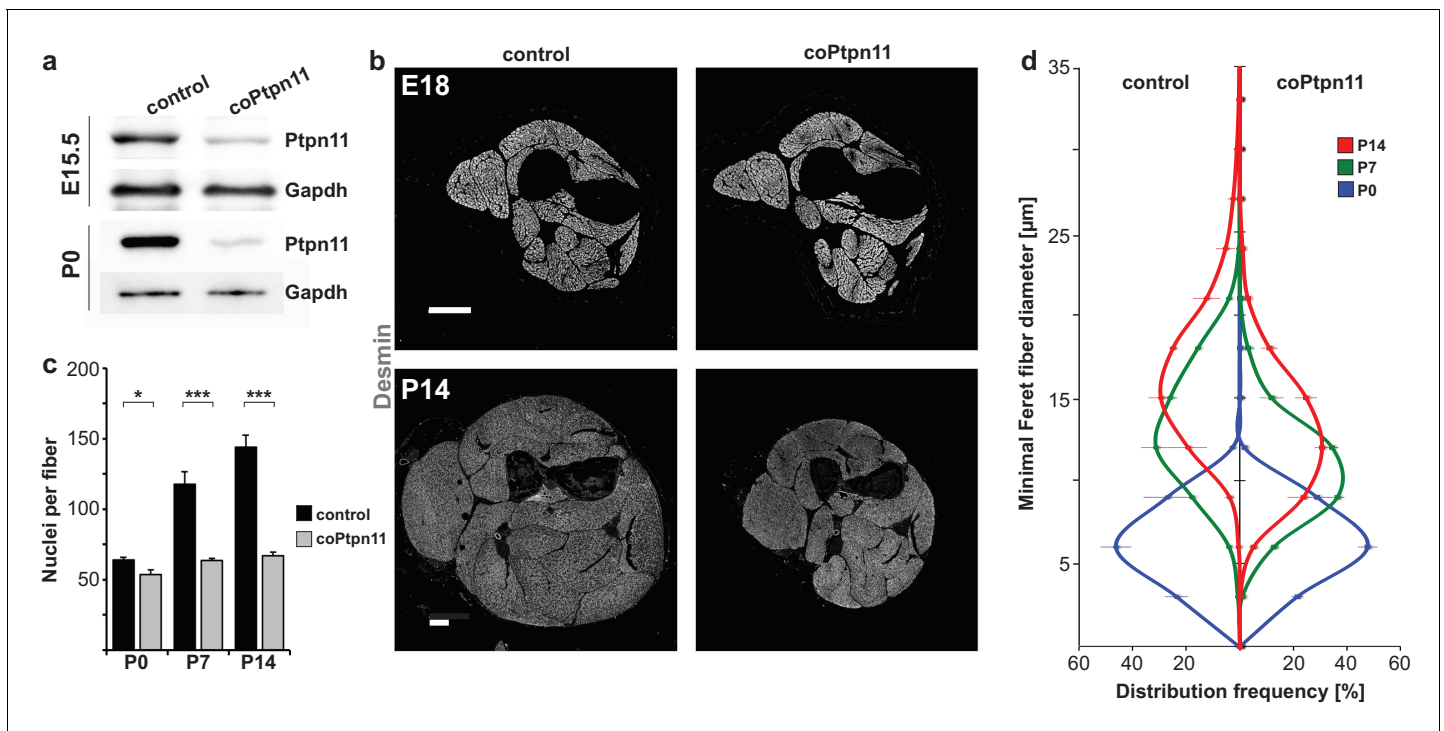 a
control
coPtpn11
E15.5
Ptpn11
Gapdh
P0
Ptpn11
Gapdh
b
control
coPtpn11
Desmin
E18
P14
c
Nuclei per fiber
200
150
100
50
* *** ***
P0 P7 P14
control
coPtpn11
d
control coPtpn11
P14
P7
P0
Minimal Feret fiber diameter [µm]
35
25
15
5
60 40 20 20 40 60
Distribution frequency [%]